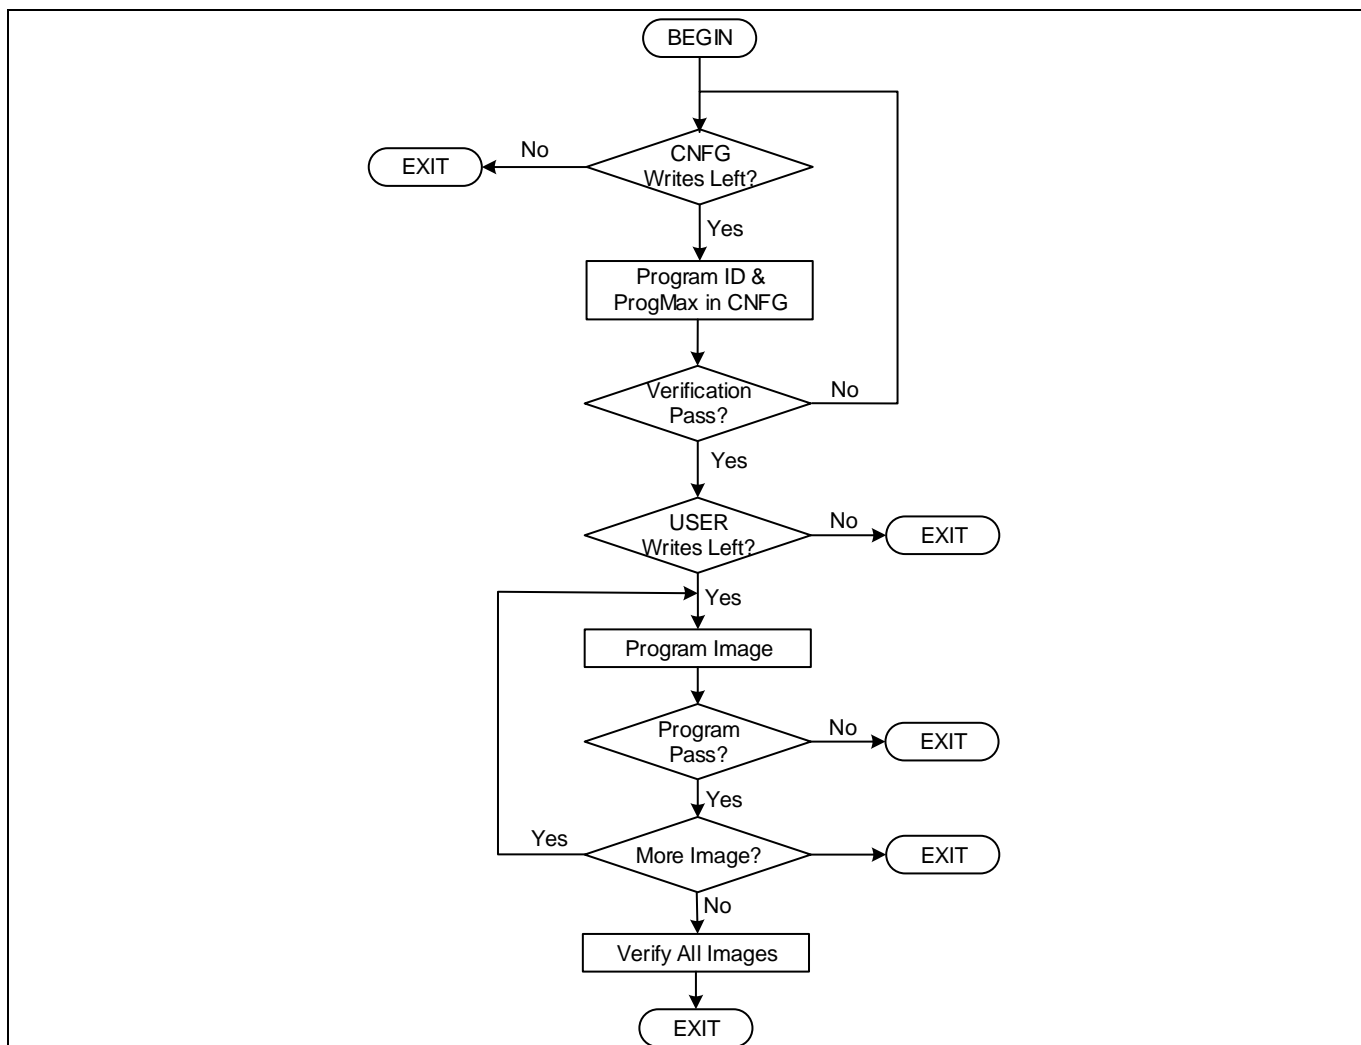 BEGIN
CNFG
Writes Left?
No
EXIT
Yes
Program ID &
ProgMax in CNFG
Verification
Pass?
No
Yes
USER
Writes Left?
No
EXIT
Yes
Program Image
Program
Pass?
No
EXIT
Yes
Yes
More Image?
EXIT
No
Verify All Images
EXIT